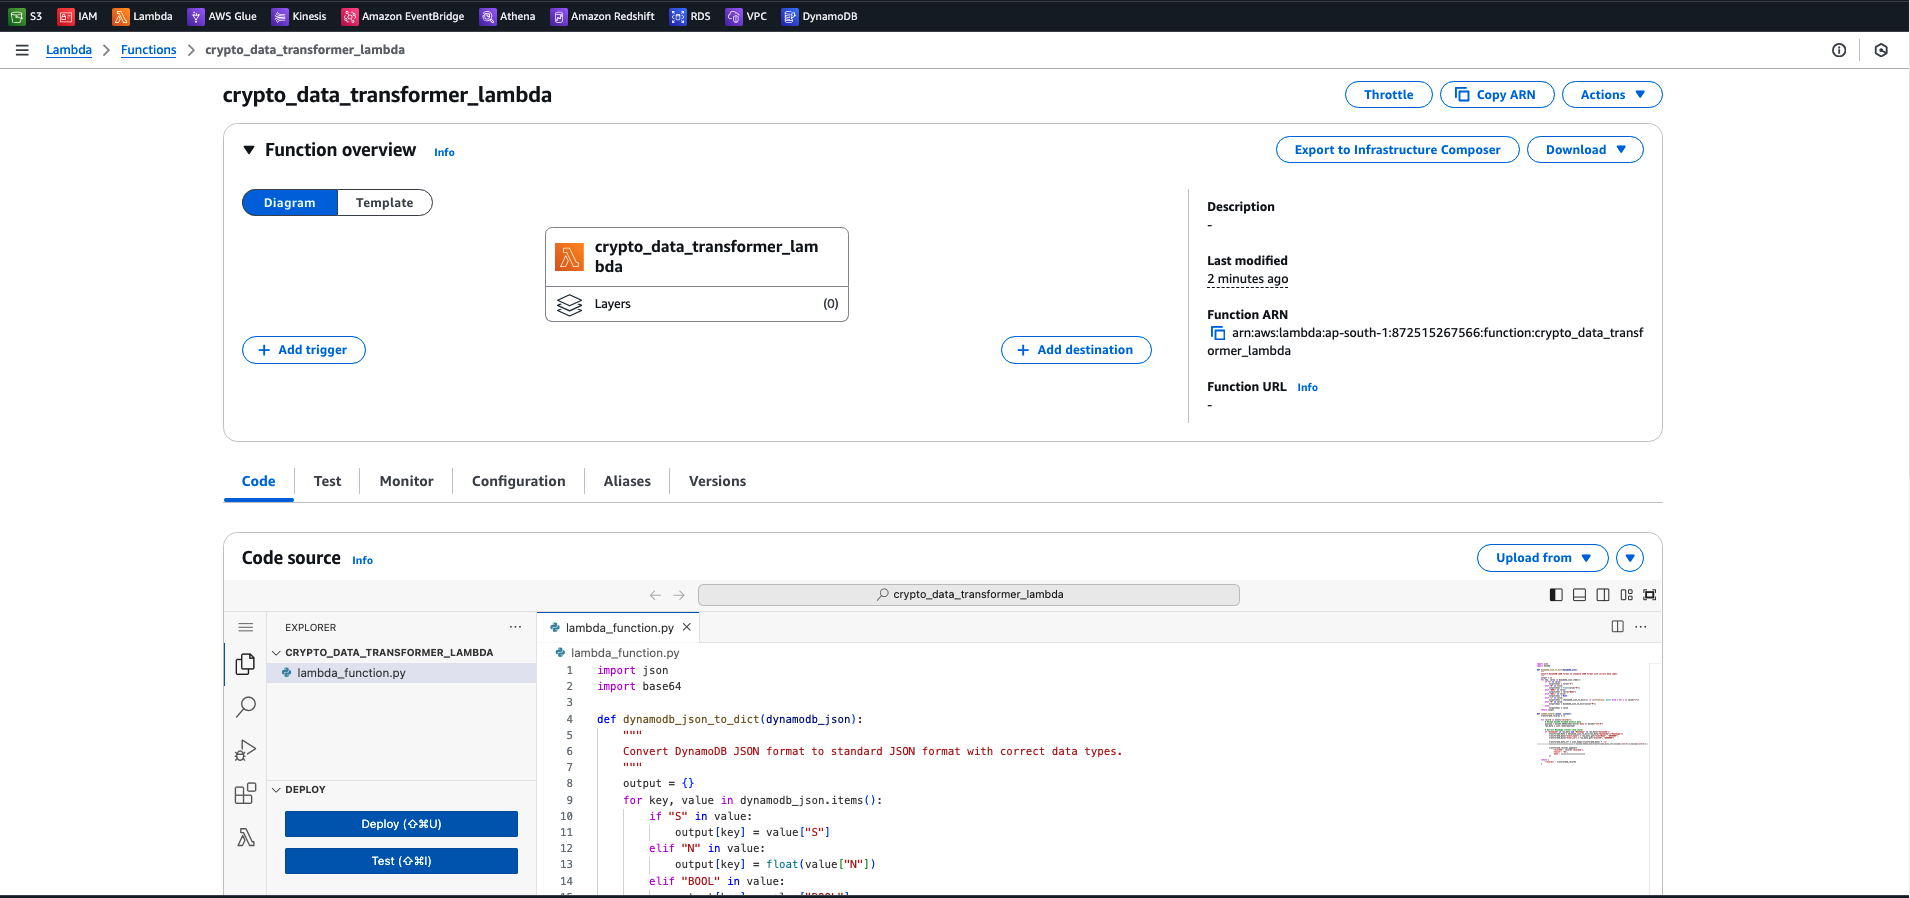 S3 IAM Lambda AWS Glue Kinesis Amazon EventBridge Athena Amazon Redshift RDS VPC DynamoDB
Lambda Functions crypto_data_transformer_lambda
crypto_data_transformer_lambda
Throttle Copy ARN Actions
Function overview Info
Export to Infrastructure Composer Download
Diagram Template
crypto_data_transformer_lam
bda
Layers (0)
Add trigger
Add destination
Description
-
Last modified
2 minutes ago
Function ARN
arn:aws:lambda:ap-south-1:872515267566:function:crypto_data_transf
ormer_lambda
Function URL Info
-
Code Test Monitor Configuration Aliases Versions
Code source Info
Upload from
crypto_data_transformer_lambda
EXPLORER
CRYPTO_DATA_TRANSFORMER_LAMBDA
lambda_function.py
DEPLOY
Deploy (⇧⌘U)
Test (⇧⌘I)
lambda_function.py
lambda_function.py
1 import json
2 import base64
3
4 def dynamodb_json_to_dict(dynamodb_json):
5 """
6 Convert DynamoDB JSON format to standard JSON format with correct data types.
7 """
8 output = {}
9 for key, value in dynamodb_json.items():
10 if "S" in value:
11 output[key] = value["S"]
12 elif "N" in value:
13 output[key] = float(value["N"])
14 elif "BOOL" in value: